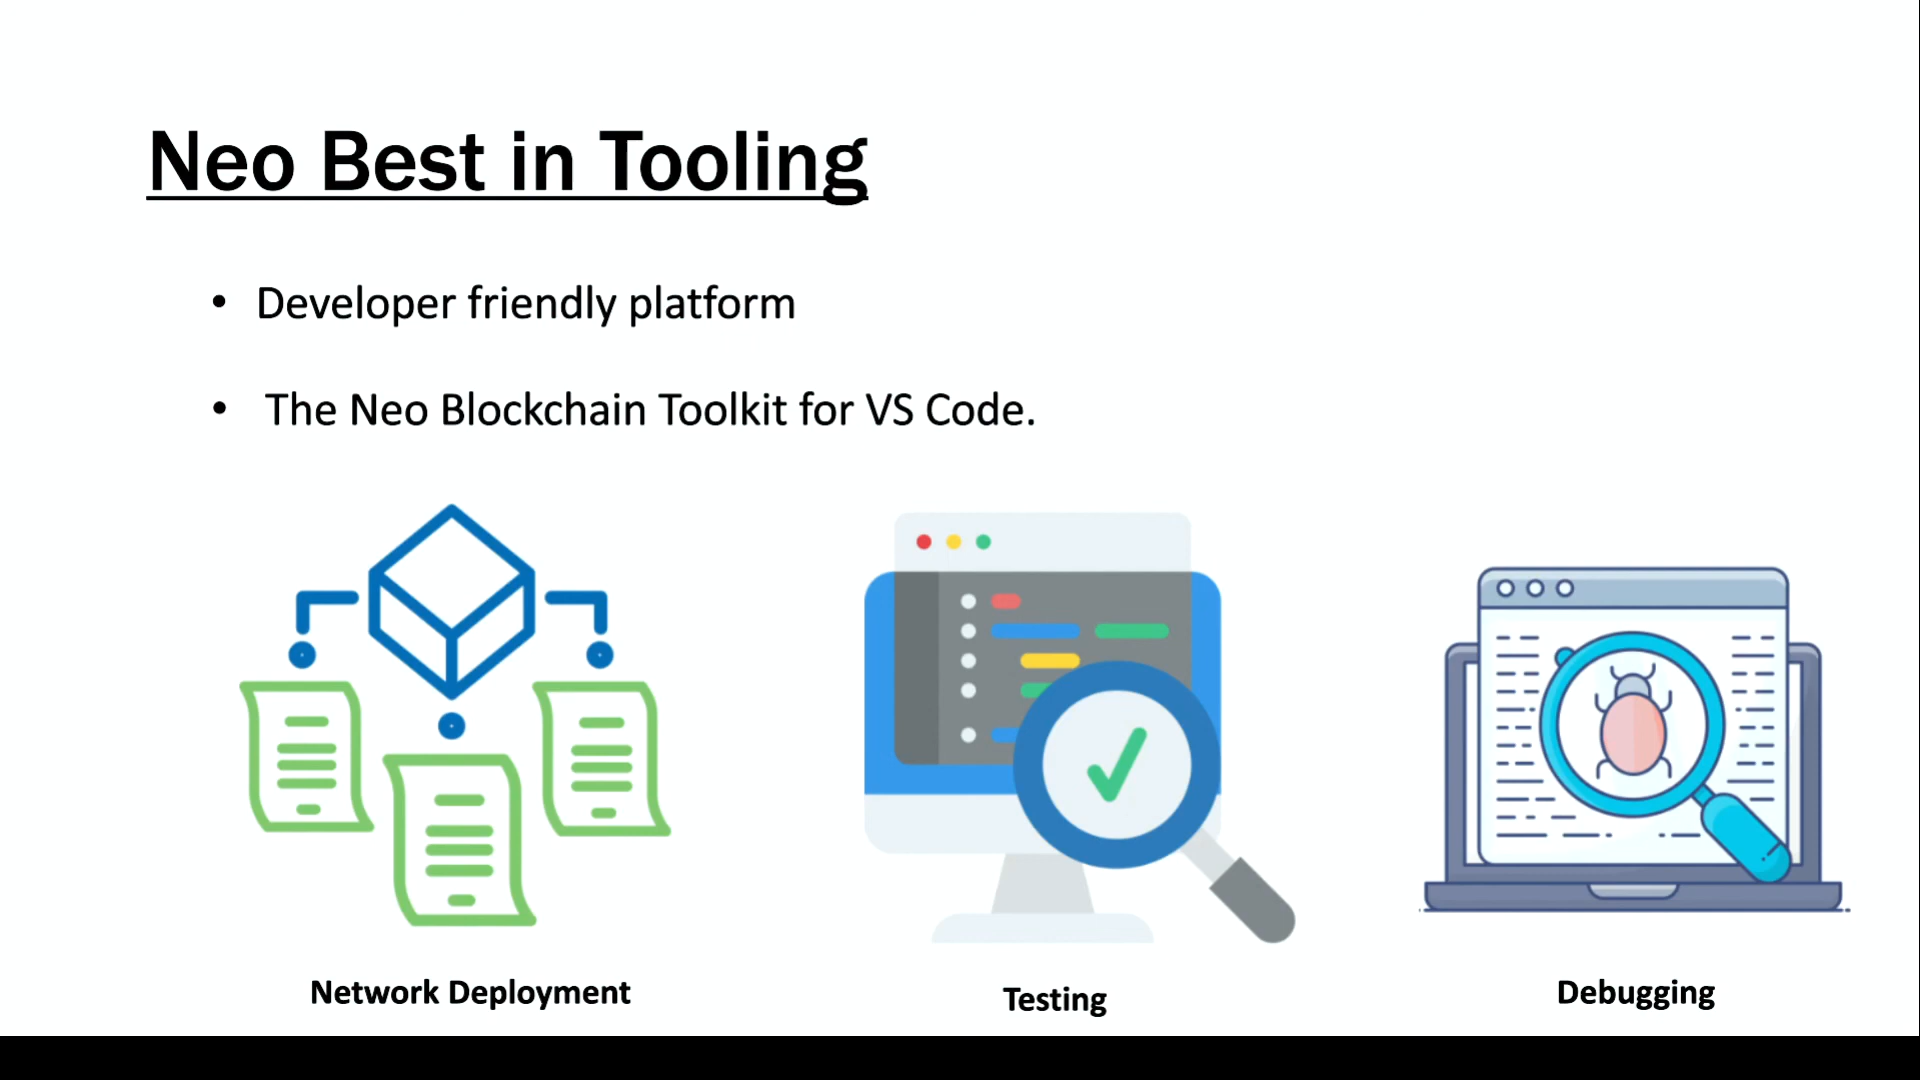 Neo Best in Tooling
• Developer friendly platform
• The Neo Blockchain Toolkit for VS Code.
Network Deployment
Testing
Debugging